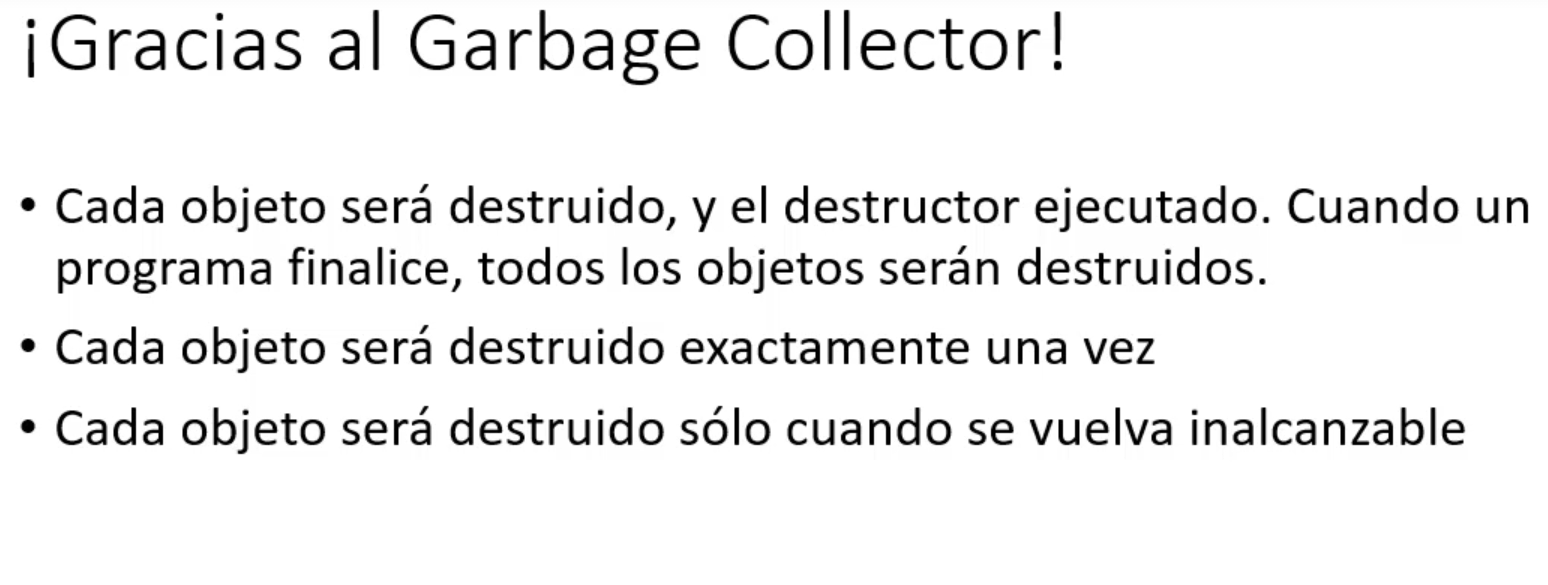 ¡Gracias al Garbage Collector!
• Cada objeto será destruido, y el destructor ejecutado. Cuando un
programa finalice, todos los objetos serán destruidos.
• Cada objeto será destruido exactamente una vez
• Cada objeto será destruido sólo cuando se vuelva inalcanzable